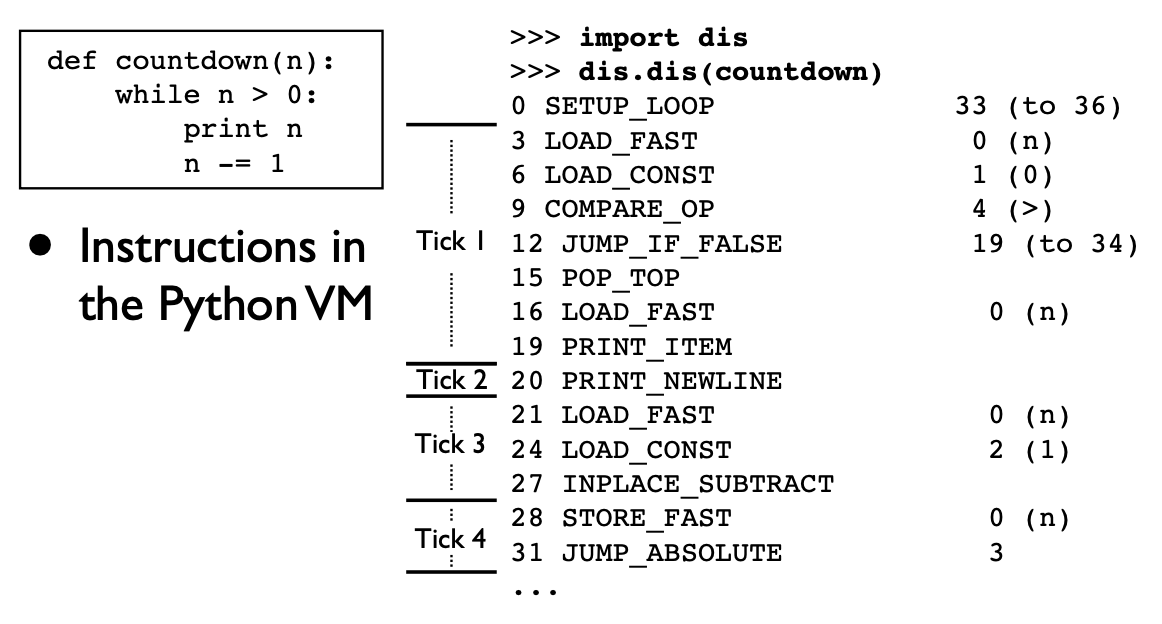 def countdown(n):
while n > 0:
print n
n -= 1
• Instructions in
the Python VM
>>> import dis
>>> dis.dis(countdown)
0 SETUP_LOOP 33 (to 36)
3 LOAD_FAST 0 (n)
6 LOAD_CONST 1 (0)
9 COMPARE_OP 4 (>)
Tick 1 12 JUMP_IF_FALSE 19 (to 34)
15 POP_TOP
16 LOAD_FAST 0 (n)
19 PRINT_ITEM
Tick 2 20 PRINT_NEWLINE
21 LOAD_FAST 0 (n)
Tick 3 24 LOAD_CONST 2 (1)
27 INPLACE_SUBTRACT
28 STORE_FAST 0 (n)
Tick 4 31 JUMP_ABSOLUTE 3
...